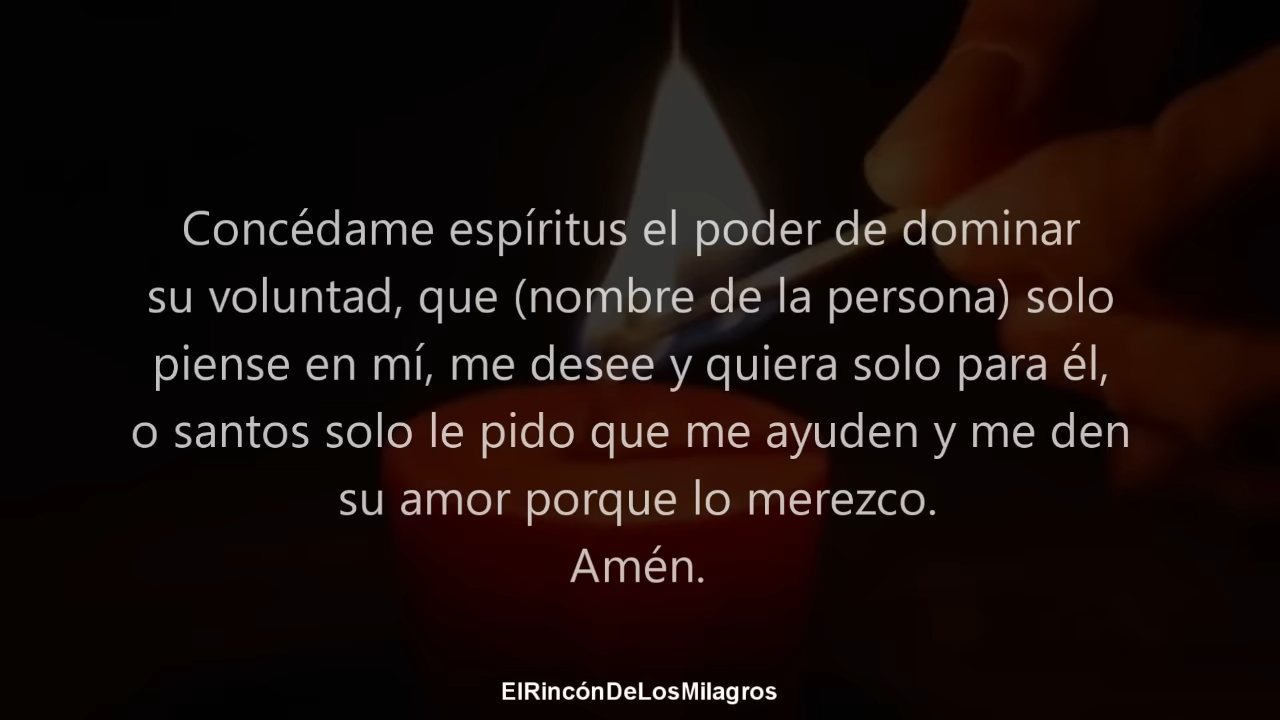 Concédame espíritus el poder de dominar
su voluntad, que (nombre de la persona) solo
piense en mí, me desee y quiera solo para él,
o santos solo le pido que me ayuden y me den
su amor porque lo merezco.
Amén.
ElRincónDeLosMilagros